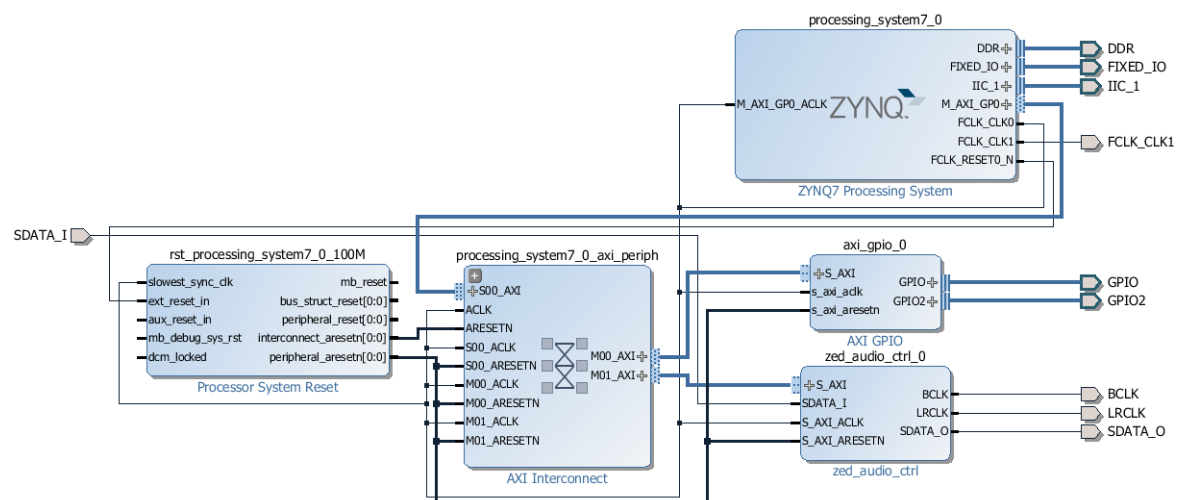 processing_system7_0
DDR
FIXED_IO
IIC_1
M_AXI_GP0
FCLK_CLK0
FCLK_CLK1
FCLK_RESET0_N
M_AXI_GP0_ACLK
ZYNQ
ZYNQ7 Processing System
DDR
FIXED_IO
IIC_1
FCLK_CLK1
SDATA_I
rst_processing_system7_0_100M
slowest_sync_clk
ext_reset_in
aux_reset_in
mb_debug_sys_rst
dcm_locked
mb_reset
bus_struct_reset[0:0]
peripheral_reset[0:0]
interconnect_aresetn[0:0]
peripheral_aresetn[0:0]
Processor System Reset
processing_system7_0_axi_periph
S00_AXI
ACLK
ARESETN
S00_ACLK
S00_ARESETN
M00_ACLK
M00_ARESETN
M01_ACLK
M01_ARESETN
M00_AXI
M01_AXI
AXI Interconnect
axi_gpio_0
S_AXI
s_axi_aclk
s_axi_aresetn
GPIO
GPIO2
AXI GPIO
GPIO
GPIO2
zed_audio_ctrl_0
S_AXI
SDATA_I
S_AXI_ACLK
S_AXI_ARESETN
BCLK
LRCLK
SDATA_O
zed_audio_ctrl
BCLK
LRCLK
SDATA_O